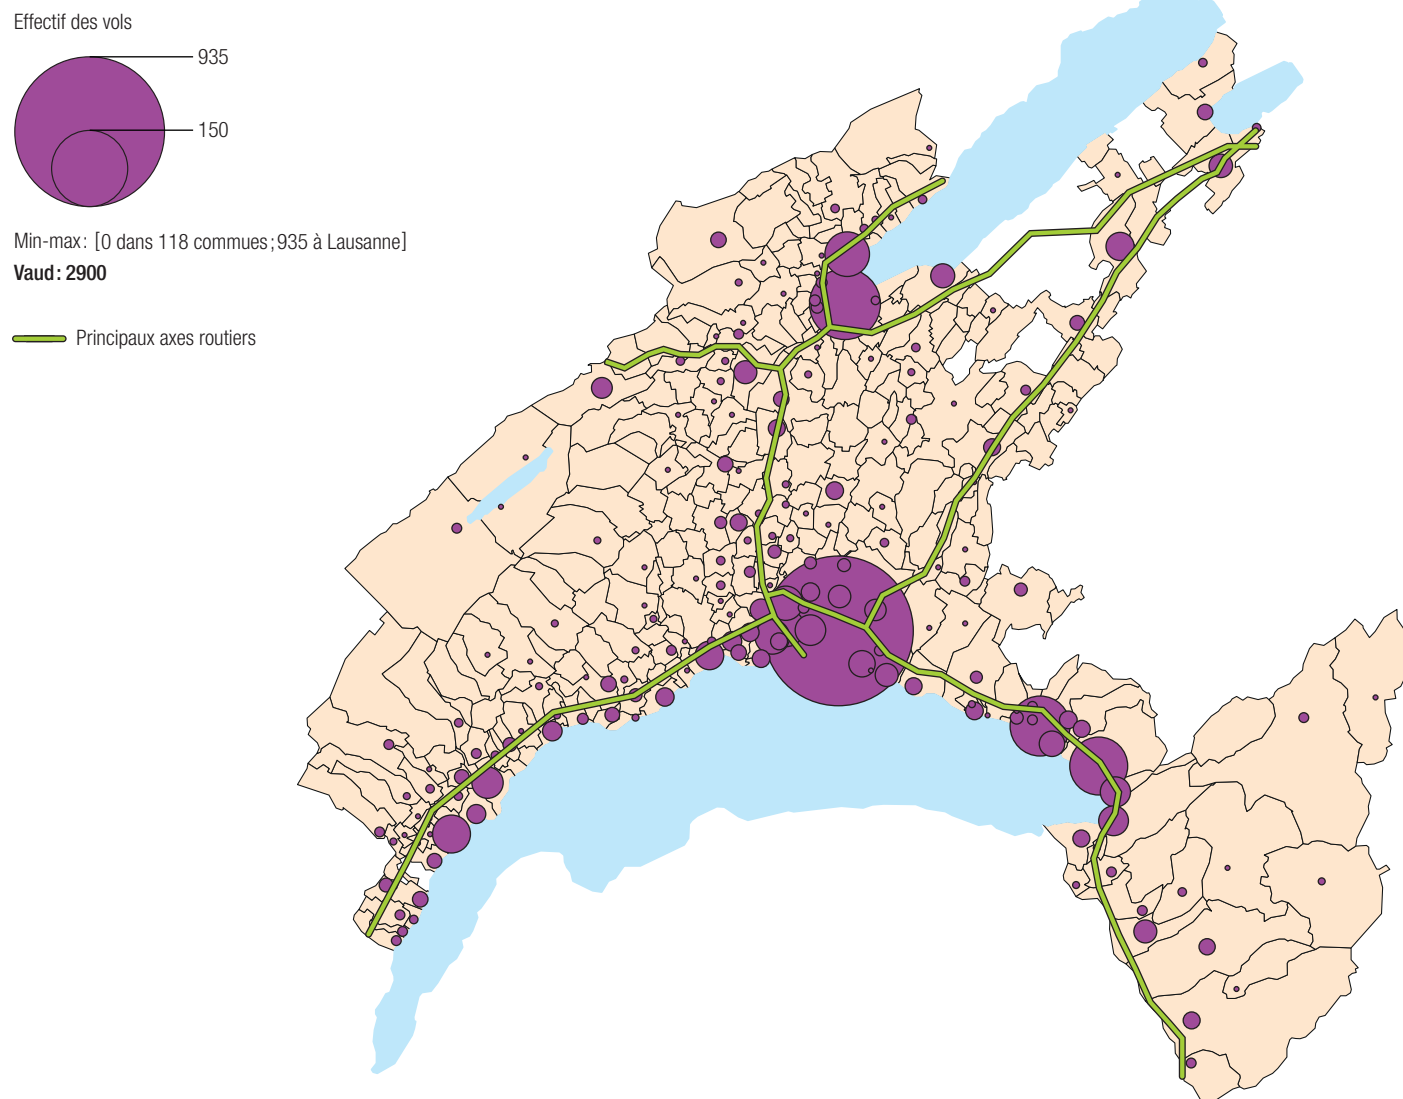 Effectif des vols
935
150
Min-max: [0 dans 118 communes; 935 à Lausanne]
Vaud: 2900
Principaux axes routiers